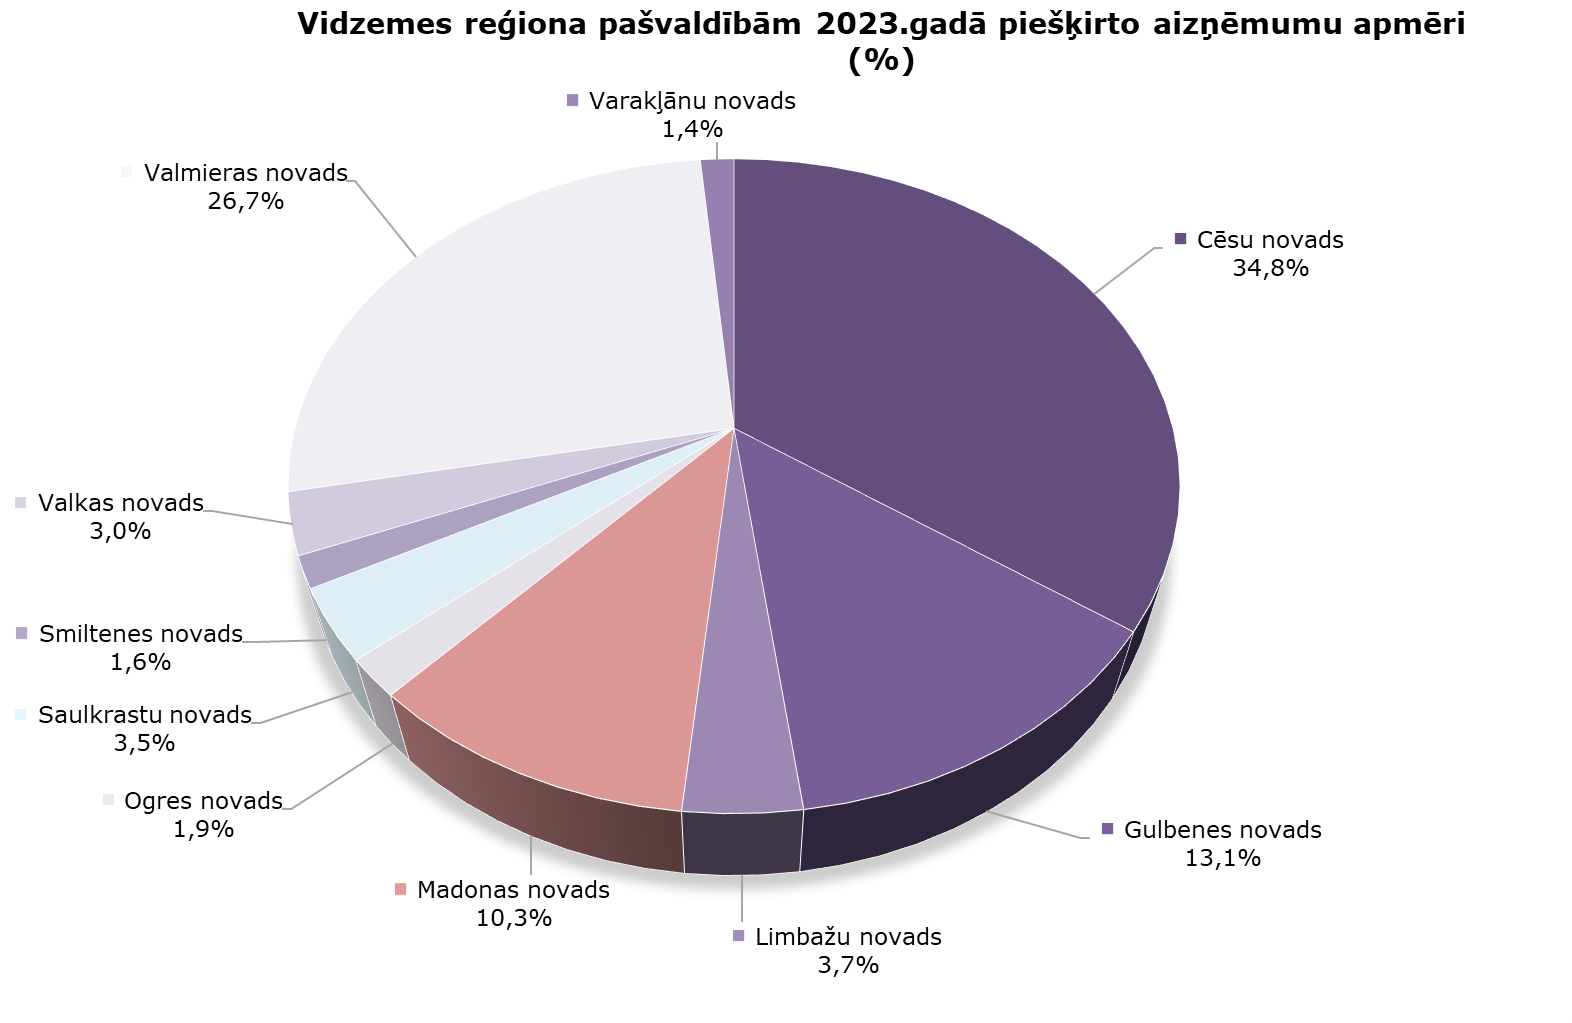 Vidzemes reģiona pašvaldībām 2023.gadā piešķirto aizņēmumu apmēri
(%)
Varakļānu novads
1,4%
Valmieras novads
26,7%
Cēsu novads
34,8%
Valkas novads
3,0%
Smiltenes novads
1,6%
Saulkrastu novads
3,5%
Ogres novads
1,9%
Gulbenes novads
13,1%
Madonas novads
10,3%
Limbažu novads
3,7%